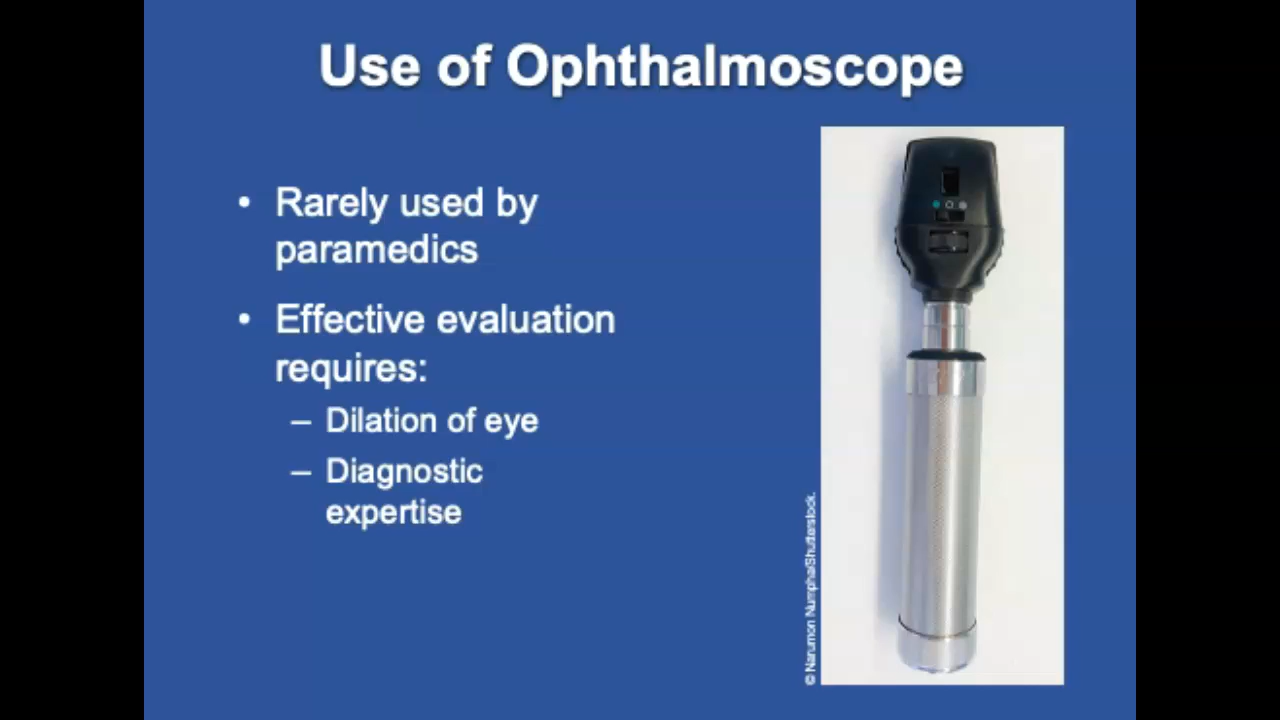 Use of Ophthalmoscope
• Rarely used by
paramedics
• Effective evaluation
requires:
– Dilation of eye
– Diagnostic
expertise
© Narumon Numpha/Shutterstock.